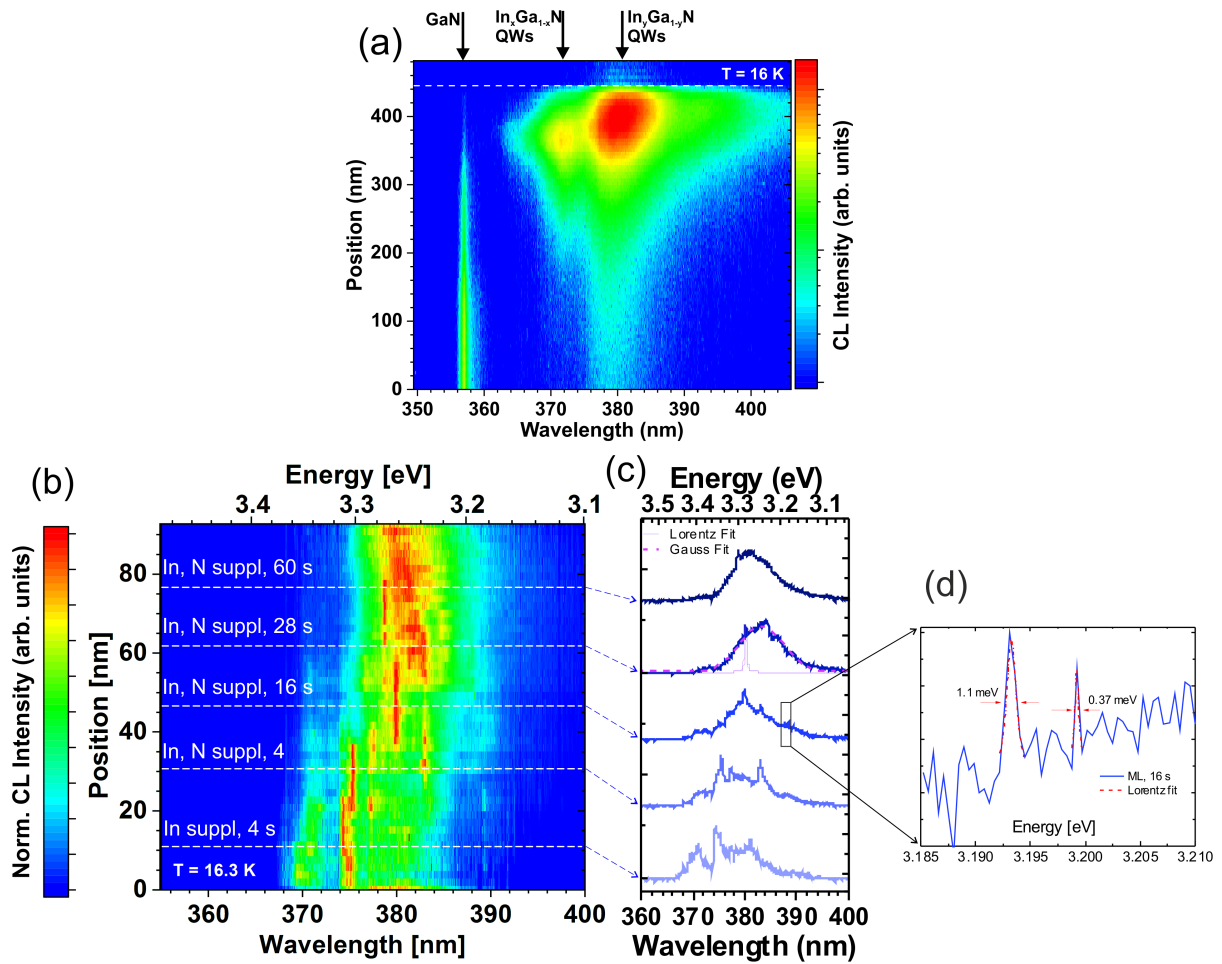 (a)
GaN
InxGa1-xN
QWs
InyGa1-yN
QWs
T = 16 K
400
300
200
100
0
Position (nm)
350 360 370 380 390 400
Wavelength (nm)
CL Intensity (arb. units)
(b)
Energy [eV]
3.4 3.3 3.2 3.1
Norm. CL Intensity (arb. units)
Position [nm]
80
60
40
20
0
In, N suppl, 60 s
In, N suppl, 28 s
In, N suppl, 16 s
In, N suppl, 4
In suppl, 4 s
T = 16.3 K
360 370 380 390 400
Wavelength [nm]
(c)
Energy (eV)
3.5 3.4 3.3 3.2 3.1
Lorentz Fit
Gauss Fit
360 370 380 390 400
Wavelength (nm)
(d)
1.1 meV
0.37 meV
ML, 16 s
Lorentz fit
Energy [eV]
3.185 3.190 3.195 3.200 3.205 3.210